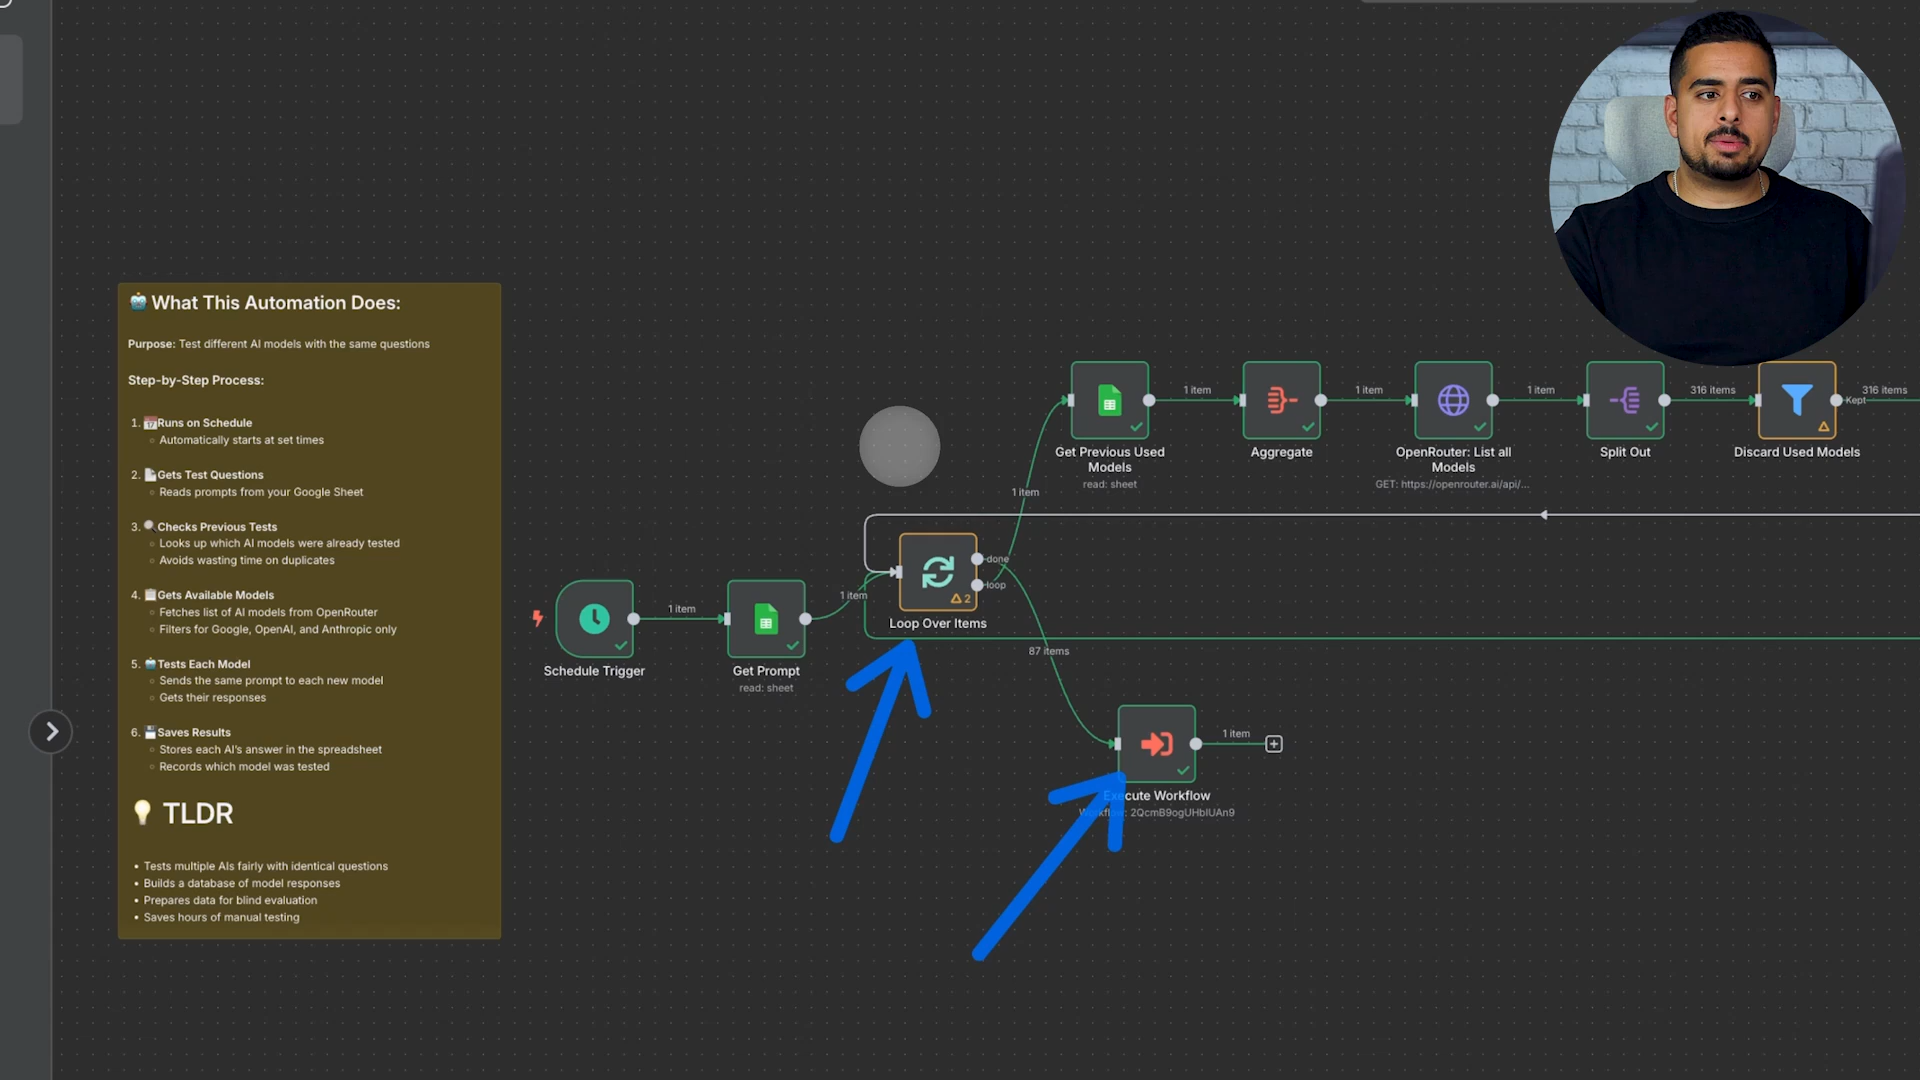 🤖 What This Automation Does:
Purpose: Test different AI models with the same questions
Step-by-Step Process:
1. 📅Runs on Schedule
○ Automatically starts at set times
2. 📄Gets Test Questions
○ Reads prompts from your Google Sheet
3. 🔍Checks Previous Tests
○ Looks up which AI models were already tested
○ Avoids wasting time on duplicates
4. 📋Gets Available Models
○ Fetches list of AI models from OpenRouter
○ Filters for Google, OpenAI, and Anthropic only
5. 🤖Tests Each Model
○ Sends the same prompt to each new model
○ Gets their responses
6. 💾Saves Results
○ Stores each AI's answer in the spreadsheet
○ Records which model was tested
💡 TLDR
• Tests multiple AIs fairly with identical questions
• Builds a database of model responses
• Prepares data for blind evaluation
• Saves hours of manual testing
1 item
Schedule Trigger
Get Prompt
read: sheet
1 item
done
loop
2
Loop Over Items
1 item
87 items
Get Previous Used
Models
read: sheet
1 item
Aggregate
1 item
OpenRouter: List all
Models
GET: https://openrouter.ai/api/...
1 item
Split Out
316 items
Discard Used Models
316 items
Kept
1 item
cute Workflow
2QcmB9ogUHbIUAn9